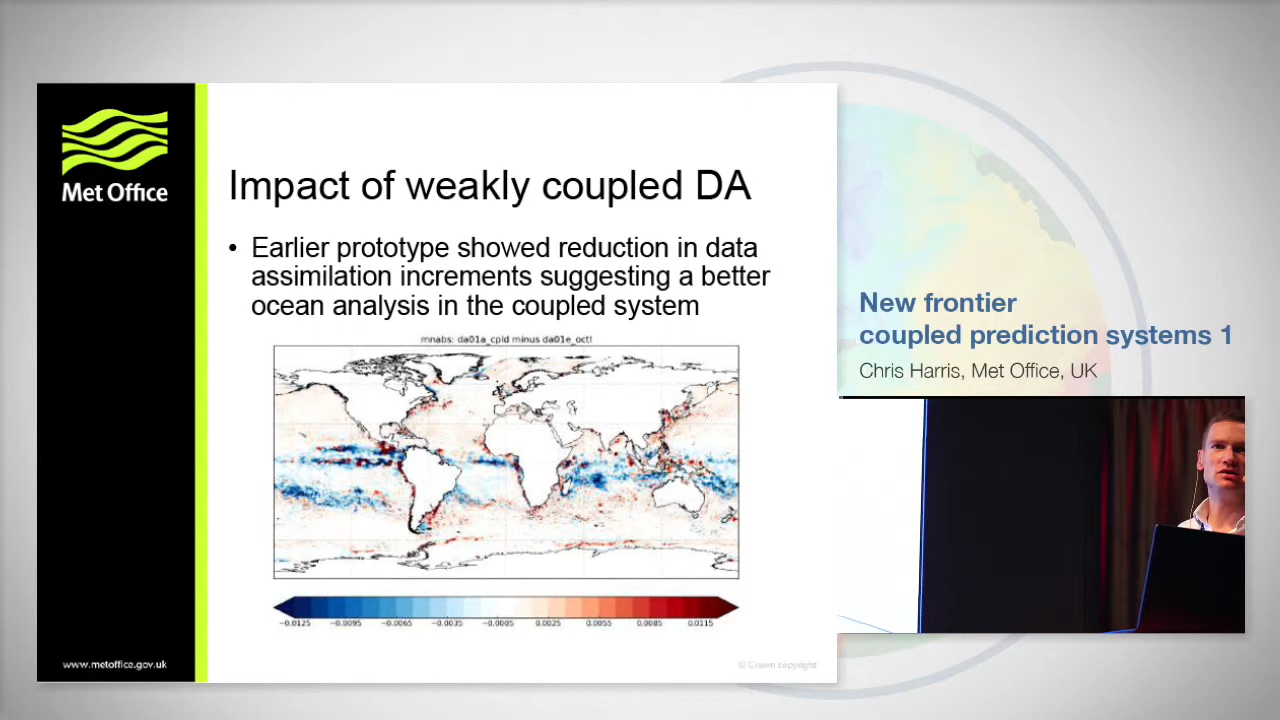 Met Office
Impact of weakly coupled DA
• Earlier prototype showed reduction in data
assimilation increments suggesting a better
ocean analysis in the coupled system
mnabs: da01a_cpld minus da01e_octl
−0.0125 −0.0095 −0.0065 −0.0035 −0.0005 0.0025 0.0055 0.0085 0.0115
www.metoffice.gov.uk
© Crown copyright
New frontier
coupled prediction systems 1
Chris Harris, Met Office, UK